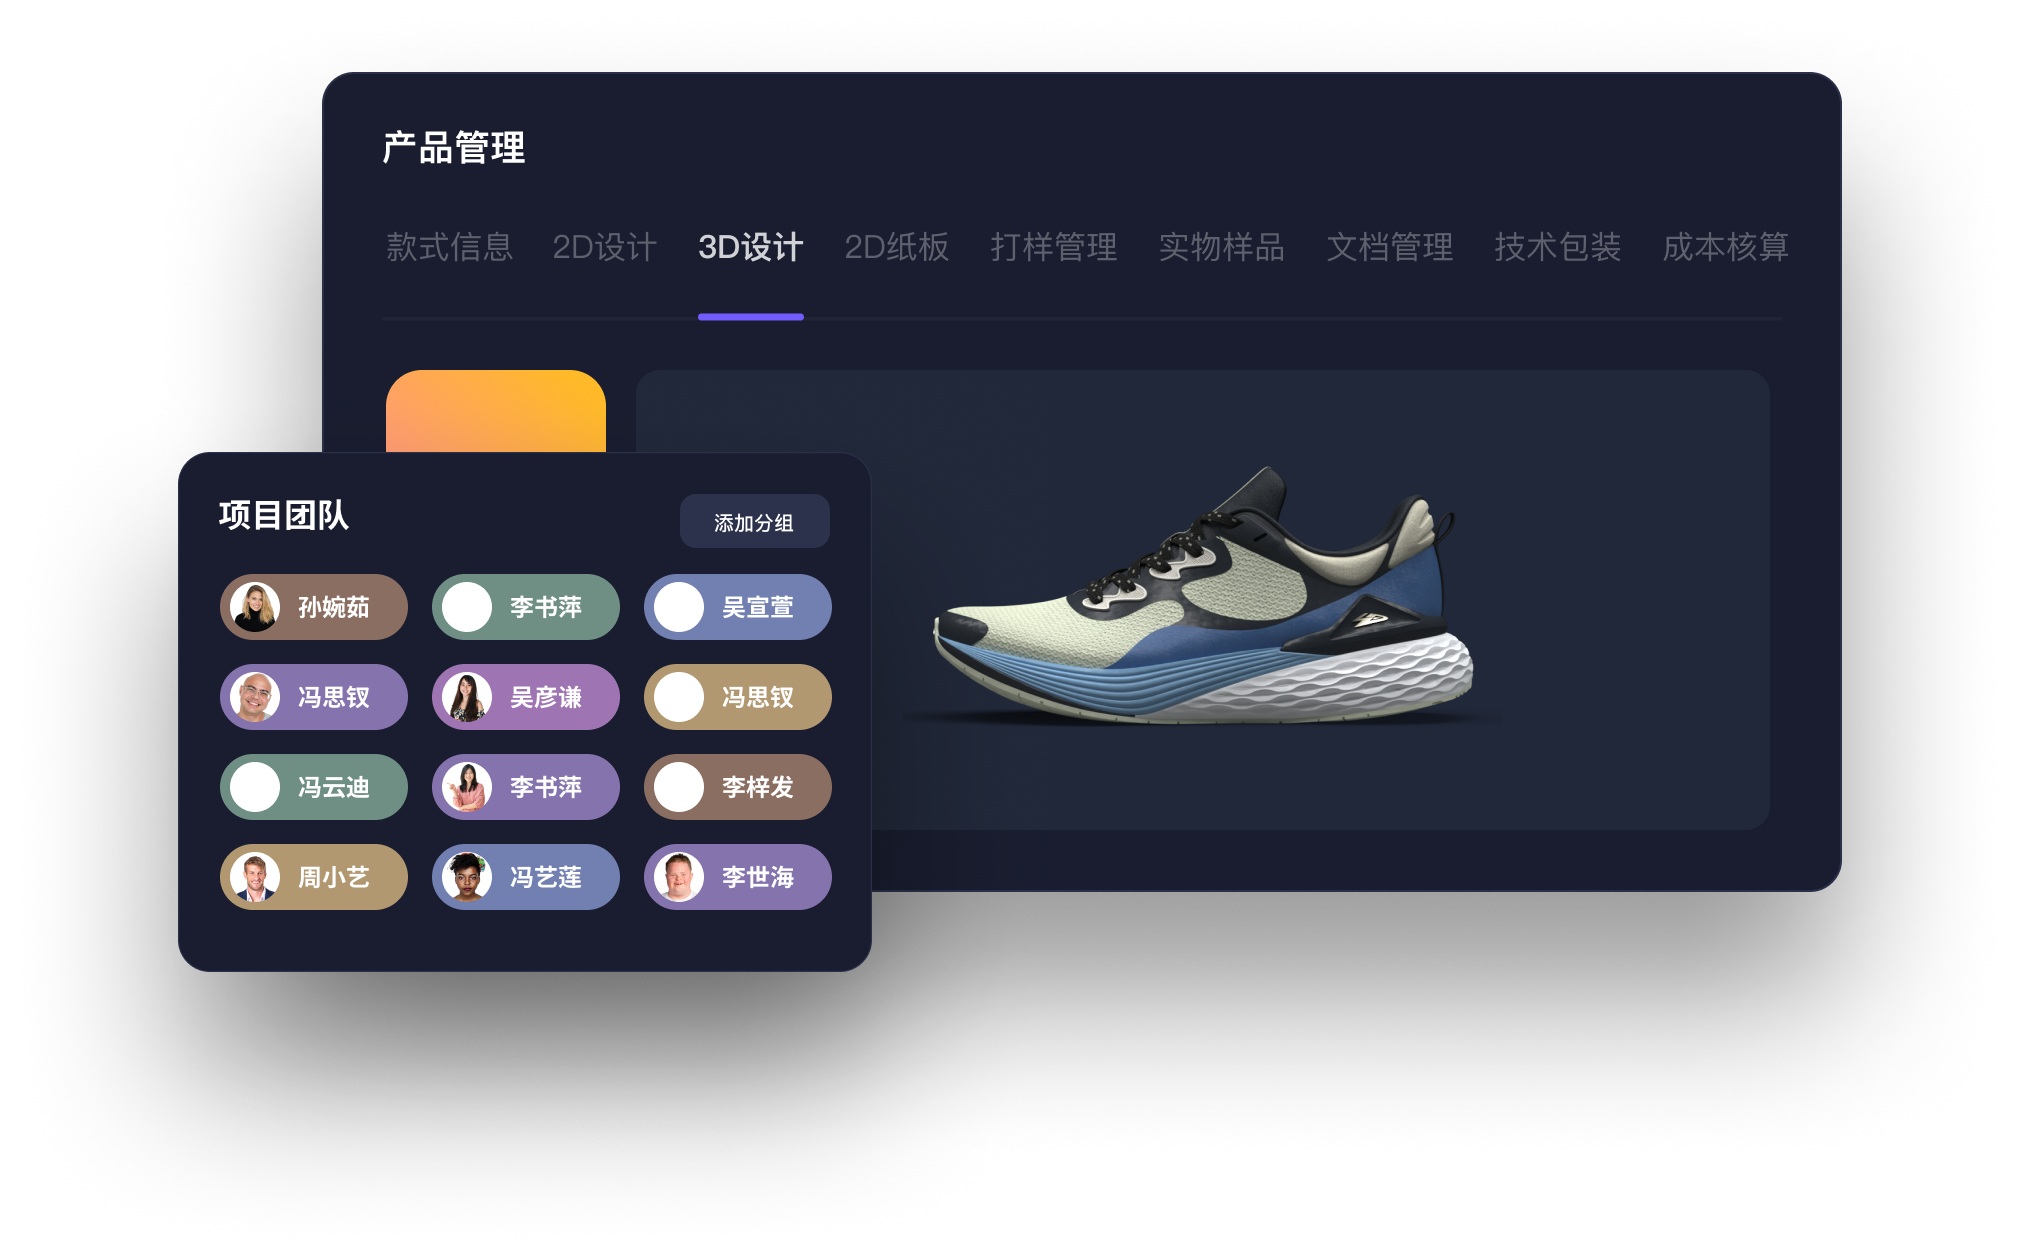 产品管理
款式信息 2D设计 3D设计 2D纸板 打样管理 实物样品 文档管理 技术包装 成本核算
项目团队 添加分组
孙婉茹 李书萍 吴宣萱
冯思钗 吴彦谦 冯思钗
冯云迪 李书萍 李梓发
周小艺 冯艺莲 李世海